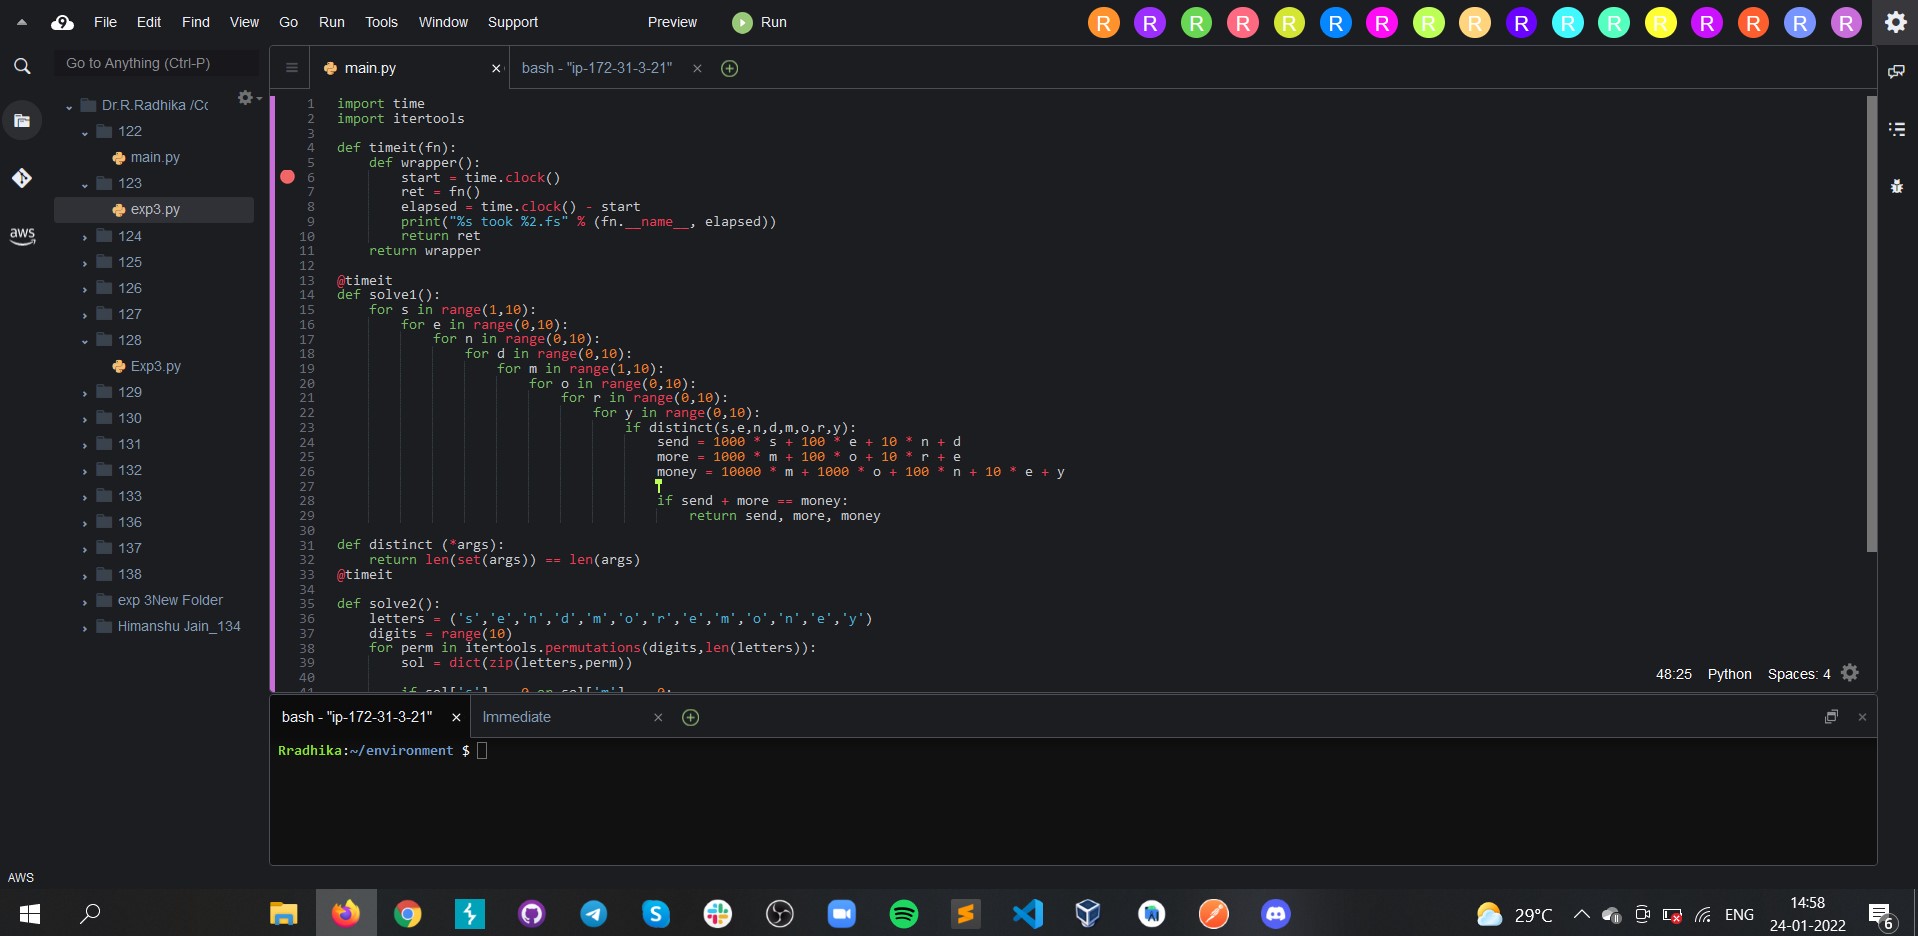 File Edit Find View Go Run Tools Window Support Preview Run
R R R R R R R R R R R R R R R R R
Go to Anything (Ctrl-P)
Dr.R.Radhika /Co
122
main.py
123
exp3.py
124
125
126
127
128
Exp3.py
129
130
131
132
133
136
137
138
exp 3New Folder
Himanshu Jain_134
aws
AWS
main.py
bash - "ip-172-31-3-21"
1 import time
2 import itertools
3
4 def timeit(fn):
5 def wrapper():
6 start = time.clock()
7 ret = fn()
8 elapsed = time.clock() - start
9 print("%s took %2.fs" % (fn.__name__, elapsed))
10 return ret
11 return wrapper
12
13 @timeit
14 def solve1():
15 for s in range(1,10):
16 for e in range(0,10):
17 for n in range(0,10):
18 for d in range(0,10):
19 for m in range(1,10):
20 for o in range(0,10):
21 for r in range(0,10):
22 for y in range(0,10):
23 if distinct(s,e,n,d,m,o,r,y):
24 send = 1000 * s + 100 * e + 10 * n + d
25 more = 1000 * m + 100 * o + 10 * r + e
26 money = 10000 * m + 1000 * o + 100 * n + 10 * e + y
27
28 if send + more == money:
29 return send, more, money
30
31 def distinct (*args):
32 return len(set(args)) == len(args)
33 @timeit
34
35 def solve2():
36 letters = ('s','e','n','d','m','o','r','e','m','o','n','e','y')
37 digits = range(10)
38 for perm in itertools.permutations(digits,len(letters)):
39 sol = dict(zip(letters,perm))
40
48:25 Python Spaces: 4
bash - "ip-172-31-3-21"
Immediate
Rradhika:~/environment $
29°C
ENG
14:58
24-01-2022
6